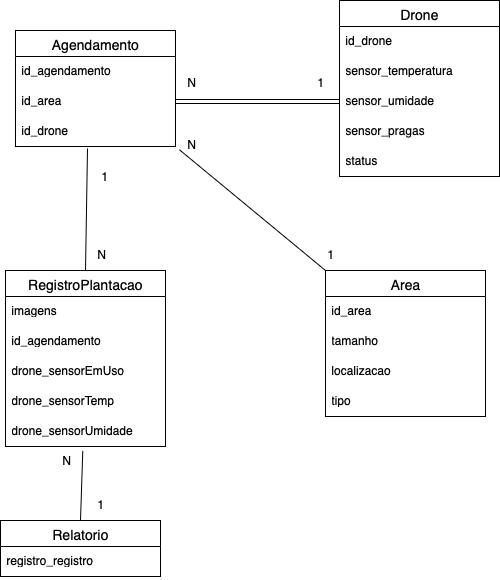 Drone
id_drone
sensor_temperatura
sensor_umidade
sensor_pragas
status
Agendamento
id_agendamento
id_area
id_drone
N
1
N
1
1
N
RegistroPlantacao
imagens
id_agendamento
drone_sensorEmUso
drone_sensorTemp
drone_sensorUmidade
Area
id_area
tamanho
localizacao
tipo
N
1
Relatorio
registro_registro